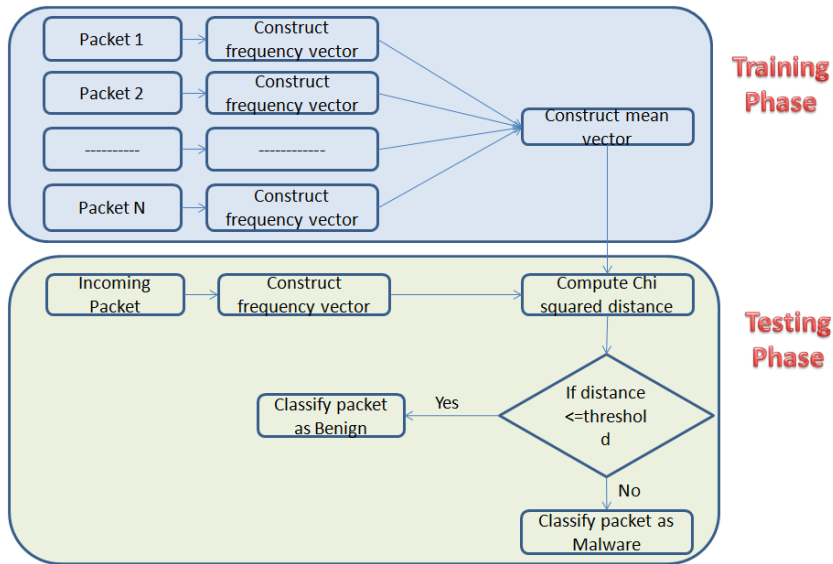 Packet 1
Construct
frequency vector
Packet 2
Construct
frequency vector
----------
------------
Packet N
Construct
frequency vector
Construct mean
vector
Training
Phase
Incoming
Packet
Construct
frequency vector
Compute Chi
squared distance
Testing
Phase
If distance
<=threshol
d
Yes
Classify packet
as Benign
No
Classify packet as
Malware